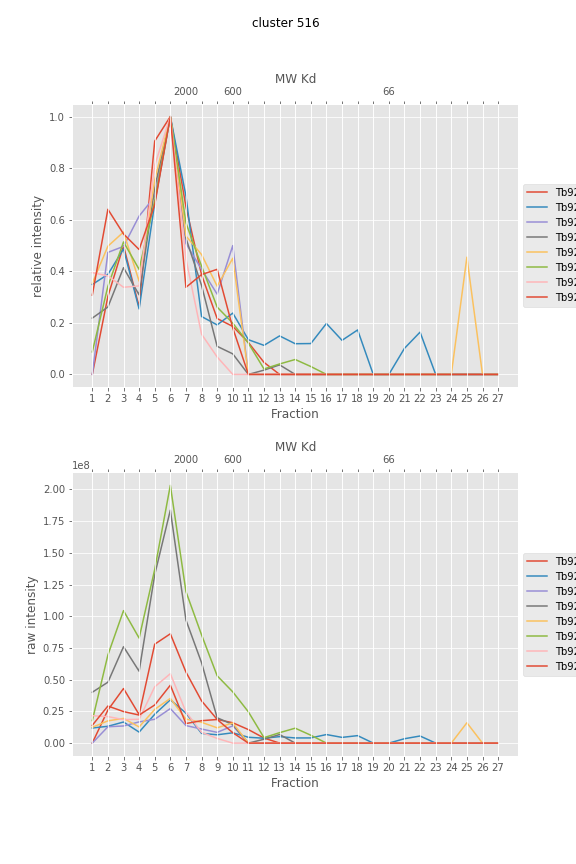 cluster 516
MW Kd
2000 600 66
1.0
0.8
0.6
0.4
0.2
0.0
relative intensity
Tb92
Tb92
Tb92
Tb92
Tb92
Tb92
Tb92
Tb92
1 2 3 4 5 6 7 8 9 10 11 12 13 14 15 16 17 18 19 20 21 22 23 24 25 26 27
Fraction
MW Kd
2000 600 66
1e8
2.00
1.75
1.50
1.25
1.00
0.75
0.50
0.25
0.00
raw intensity
Tb92
Tb92
Tb92
Tb92
Tb92
Tb92
Tb92
Tb92
1 2 3 4 5 6 7 8 9 10 11 12 13 14 15 16 17 18 19 20 21 22 23 24 25 26 27
Fraction